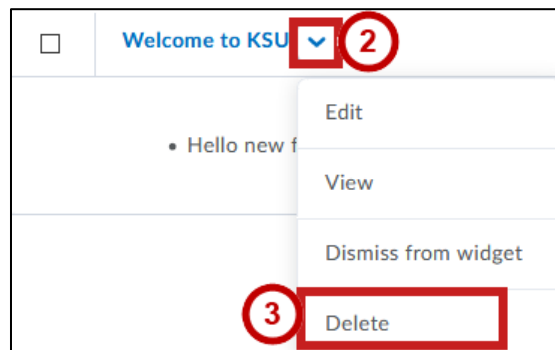 Welcome to KSU 2
Edit
• Hello new f
View
Dismiss from widget
3 Delete